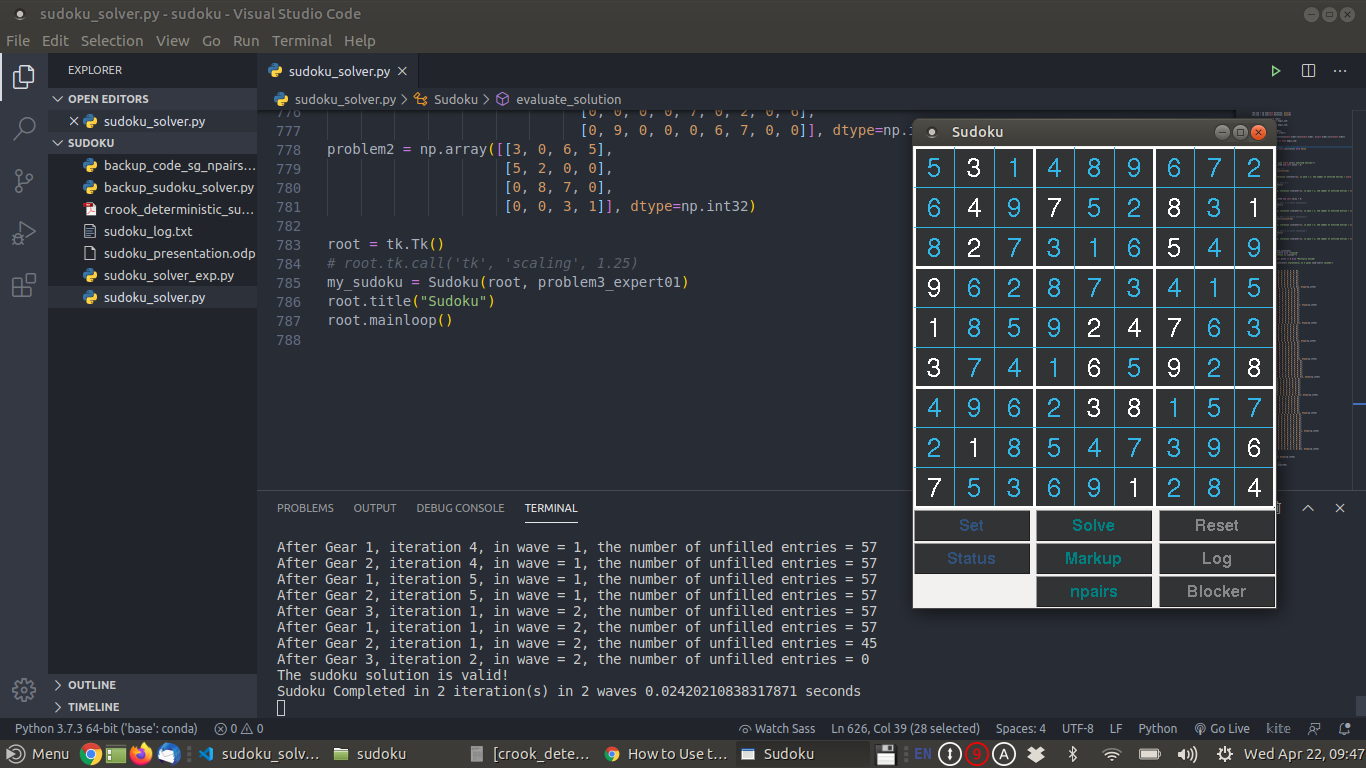 sudoku_solver.py - sudoku - Visual Studio Code
File Edit Selection View Go Run Terminal Help
EXPLORER
OPEN EDITORS
sudoku_solver.py
SUDOKU
backup_code_sg_npairs...
backup_sudoku_solver.py
crook_deterministic_su...
sudoku_log.txt
sudoku_presentation.odp
sudoku_solver_exp.py
sudoku_solver.py
OUTLINE
TIMELINE
sudoku_solver.py
sudoku_solver.py > Sudoku > evaluate_solution
776 [0, 0, 0, 0, 7, 0, 2, 0, 6],
777 [0, 9, 0, 0, 0, 6, 7, 0, 0]], dtype=np.i
778 problem2 = np.array([[3, 0, 6, 5],
779 [5, 2, 0, 0],
780 [0, 8, 7, 0],
781 [0, 0, 3, 1]], dtype=np.int32)
782
783 root = tk.Tk()
784 # root.tk.call('tk', 'scaling', 1.25)
785 my_sudoku = Sudoku(root, problem3_expert01)
786 root.title("Sudoku")
787 root.mainloop()
788
PROBLEMS OUTPUT DEBUG CONSOLE TERMINAL
After Gear 1, iteration 4, in wave = 1, the number of unfilled entries = 57
After Gear 2, iteration 4, in wave = 1, the number of unfilled entries = 57
After Gear 1, iteration 5, in wave = 1, the number of unfilled entries = 57
After Gear 2, iteration 5, in wave = 1, the number of unfilled entries = 57
After Gear 3, iteration 1, in wave = 2, the number of unfilled entries = 57
After Gear 1, iteration 1, in wave = 2, the number of unfilled entries = 57
After Gear 2, iteration 1, in wave = 2, the number of unfilled entries = 45
After Gear 3, iteration 2, in wave = 2, the number of unfilled entries = 0
The sudoku solution is valid!
Sudoku Completed in 2 iteration(s) in 2 waves 0.02420210838317871 seconds
Sudoku
5 3 1 4 8 9 6 7 2
6 4 9 7 5 2 8 3 1
8 2 7 3 1 6 5 4 9
9 6 2 8 7 3 4 1 5
1 8 5 9 2 4 7 6 3
3 7 4 1 6 5 9 2 8
4 9 6 2 3 8 1 5 7
2 1 8 5 4 7 3 9 6
7 5 3 6 9 1 2 8 4
Set Solve Reset
Status Markup Log
npairs Blocker
Python 3.7.3 64-bit ('base': conda) 0 0 Watch Sass Ln 626, Col 39 (28 selected) Spaces: 4 UTF-8 LF Python Go Live kite
Menu sudoku_solv... sudoku [crook_dete... How to Use t... Sudoku EN 9 A Wed Apr 22, 09:47